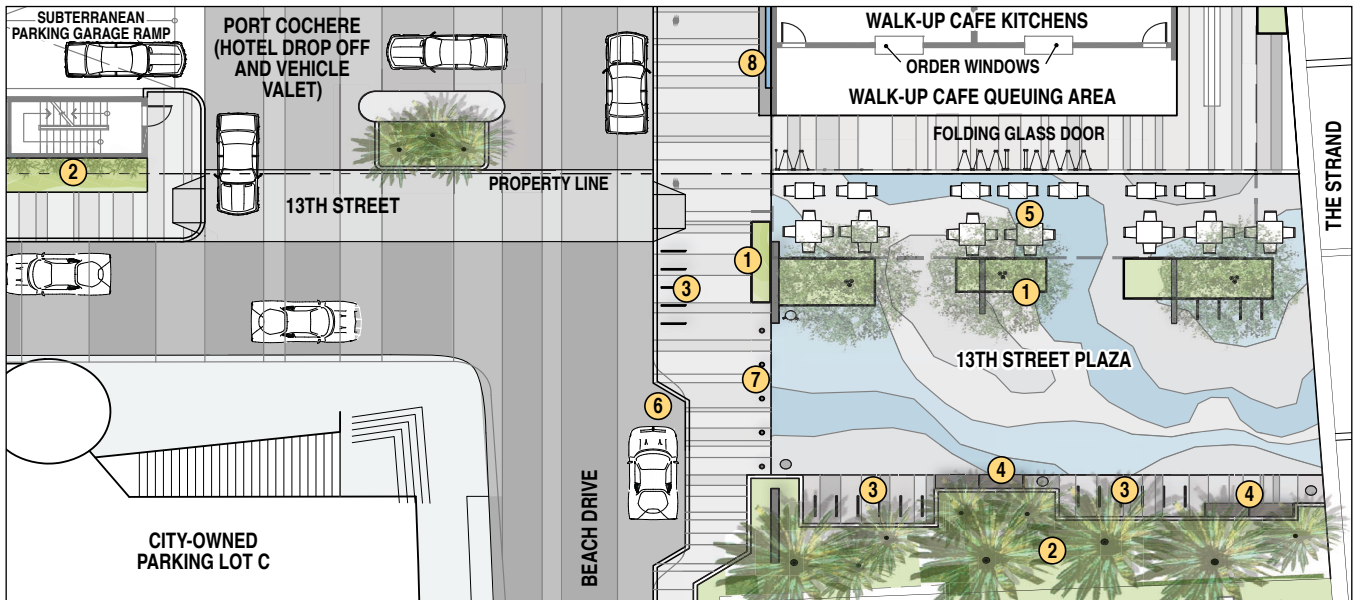 SUBTERRANEAN
PARKING GARAGE RAMP
PORT COCHERE
(HOTEL DROP OFF
AND VEHICLE
VALET)
8
WALK-UP CAFE KITCHENS
ORDER WINDOWS
WALK-UP CAFE QUEUING AREA
FOLDING GLASS DOOR
THE STRAND
2
PROPERTY LINE
13TH STREET
5
1
3
1
13TH STREET PLAZA
7
6
BEACH DRIVE
4
3
3
4
2
CITY-OWNED
PARKING LOT C